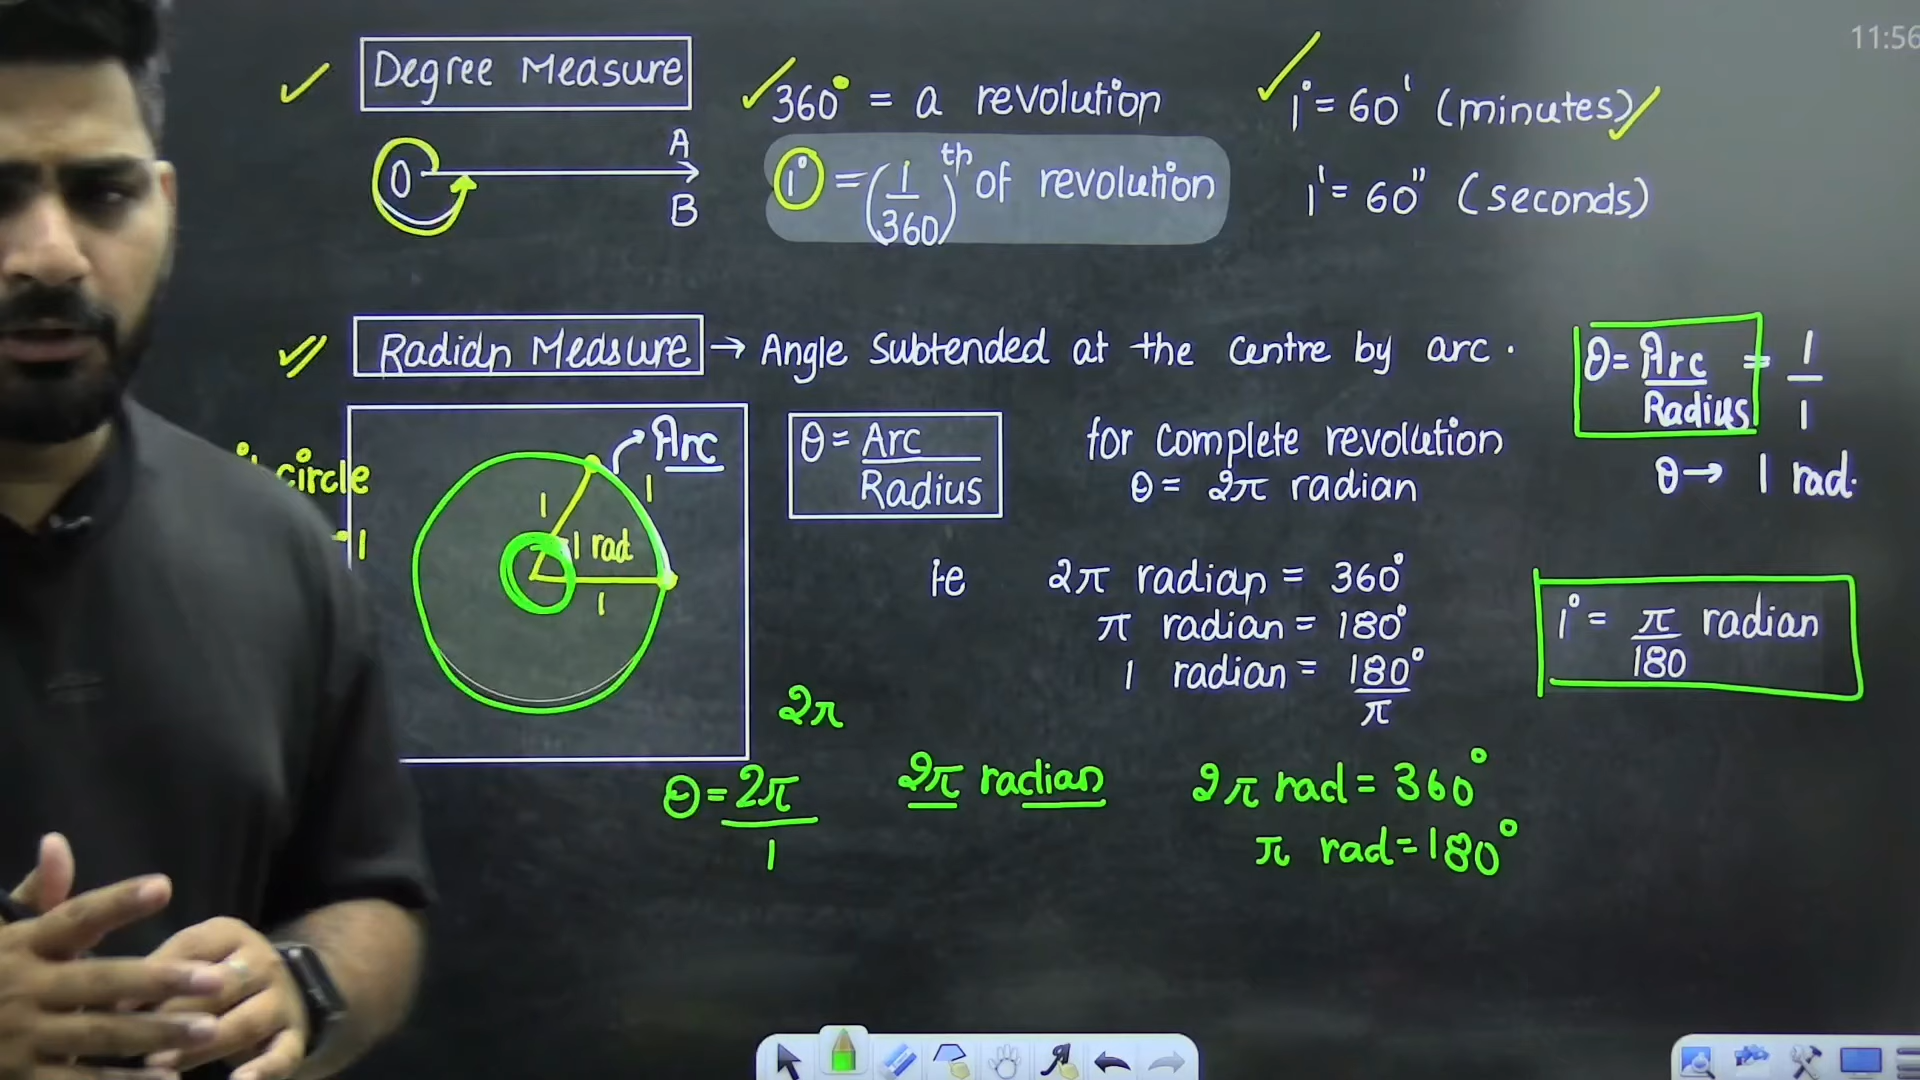 11:56
Degree Measure
360° = a revolution
1° = 60' (minutes)
O
A
B
1° = (1/360)th of revolution
1' = 60" (seconds)
Radian Measure → Angle subtended at the centre by arc.
θ = Arc/Radius = 1/1
θ → 1 rad.
circle
Arc
1
1
1 rad
1
θ = Arc/Radius
for complete revolution
θ = 2π radian
ie 2π radian = 360°
π radian = 180°
1 radian = 180°/π
1° = π/180 radian
2π
θ = 2π/1
2π radian
2π rad = 360°
π rad = 180°